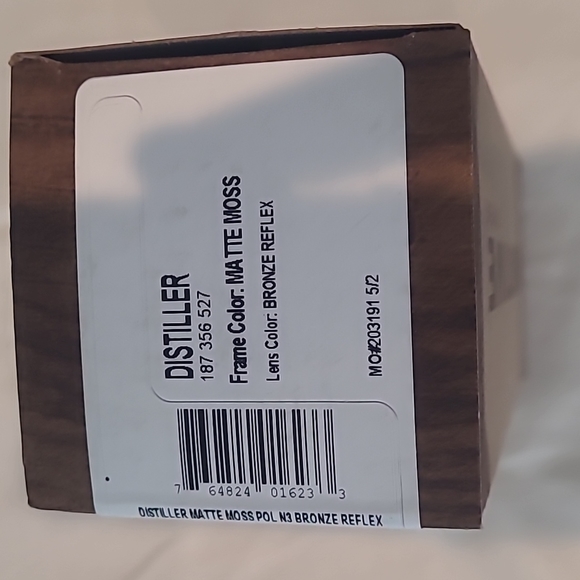 DISTILLER
187 356 527
Frame Color: MATTE MOSS
Lens Color: BRONZE REFLEX
MO#203191 5/2
7 64824 01623 3
DISTILLER MATTE MOSS POL N3 BRONZE REFLEX